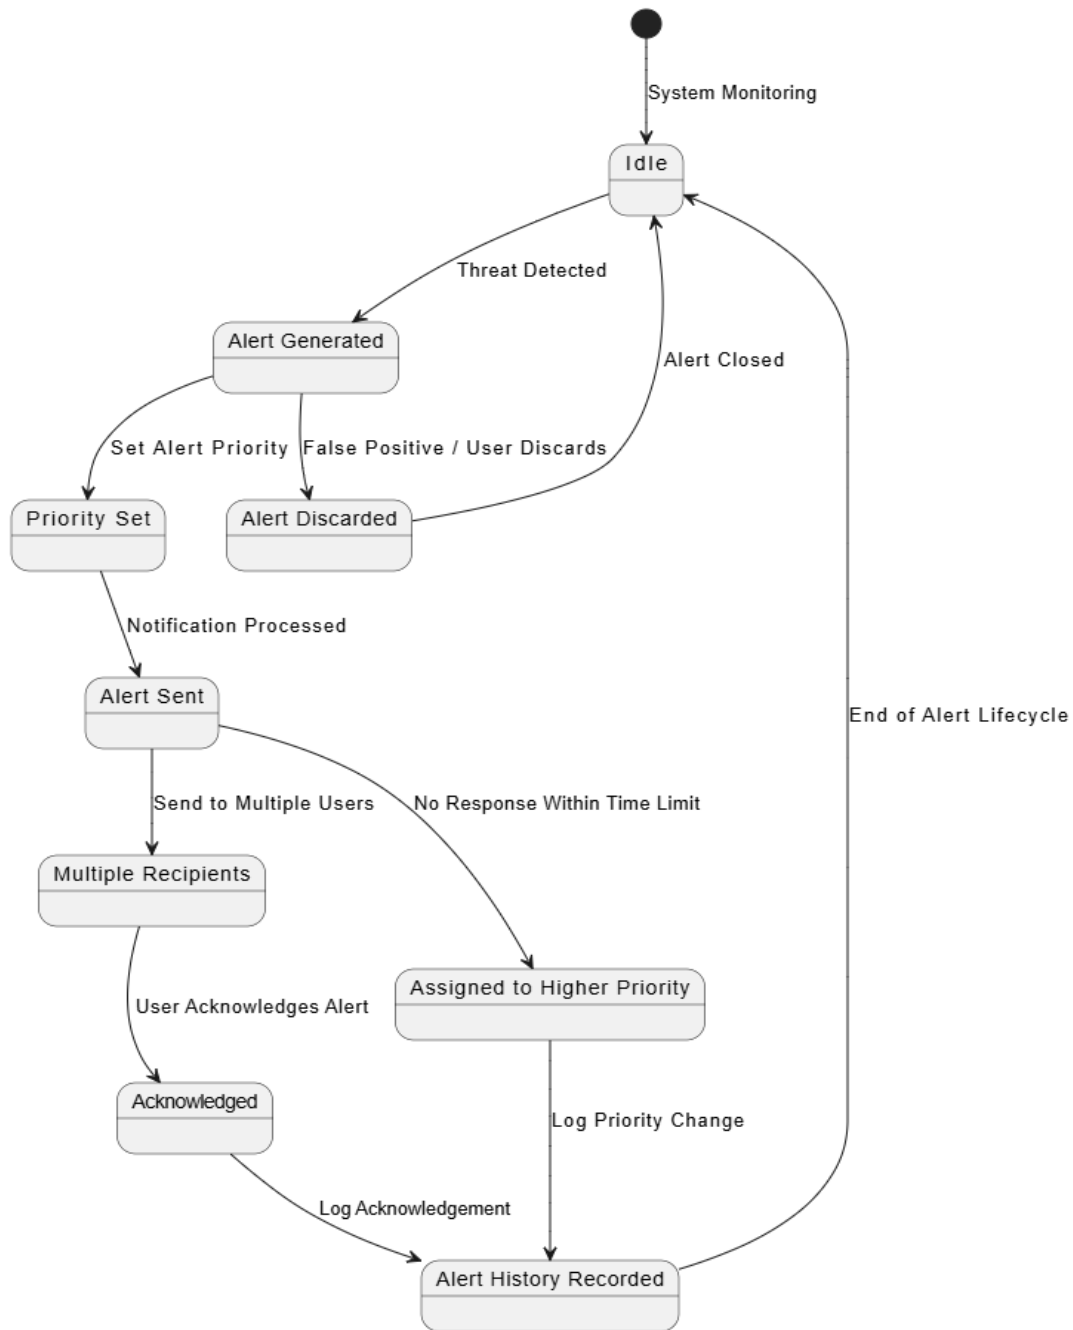 System Monitoring
Idle
Threat Detected
Alert Generated
Alert Closed
Set Alert Priority
False Positive / User Discards
Priority Set
Alert Discarded
Notification Processed
Alert Sent
End of Alert Lifecycle
Send to Multiple Users
No Response Within Time Limit
Multiple Recipients
Assigned to Higher Priority
User Acknowledges Alert
Acknowledged
Log Priority Change
Log Acknowledgement
Alert History Recorded